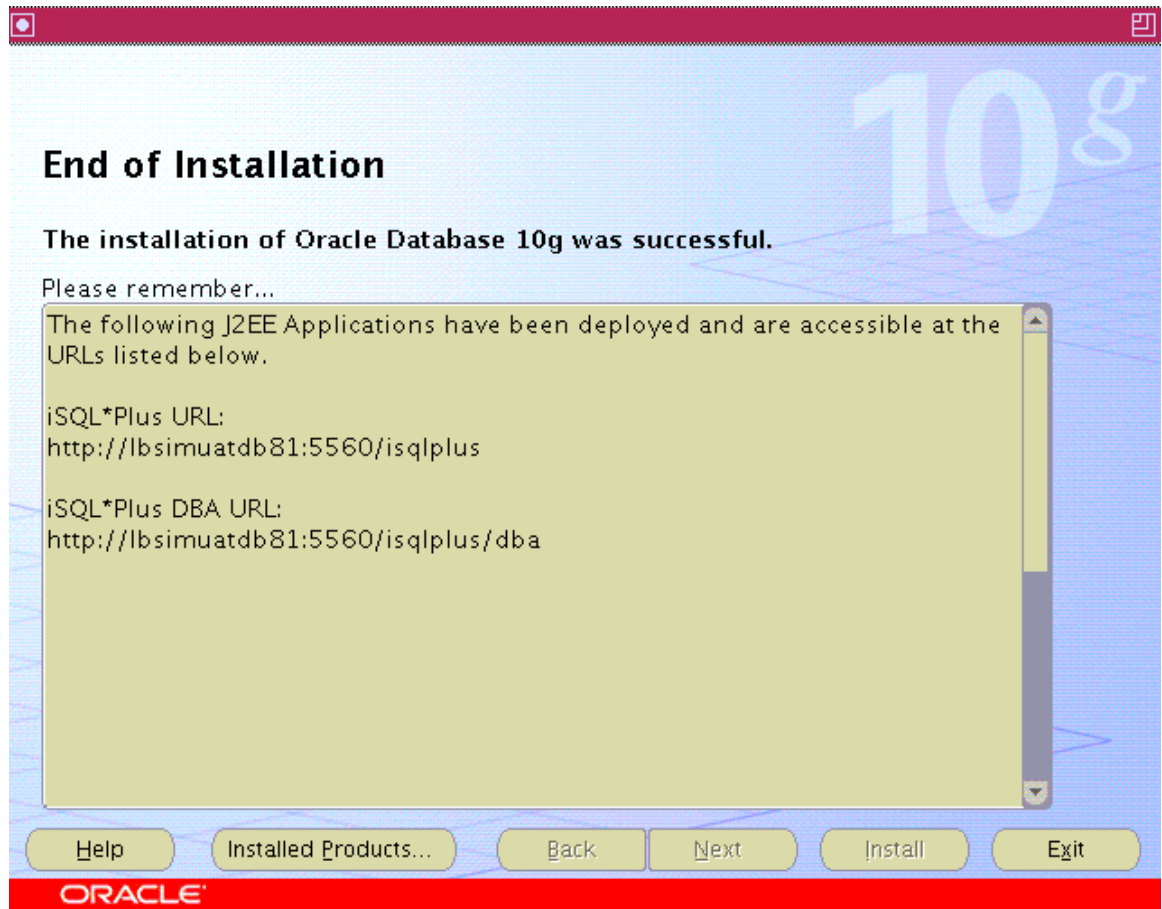 10g
End of Installation
The installation of Oracle Database 10g was successful.
Please remember...
The following J2EE Applications have been deployed and are accessible at the
URLs listed below.
iSQL*Plus URL:
http://lbsimuatdb81:5560/isqlplus
iSQL*Plus DBA URL:
http://lbsimuatdb81:5560/isqlplus/dba
Help Installed Products... Back Next Install Exit
ORACLE